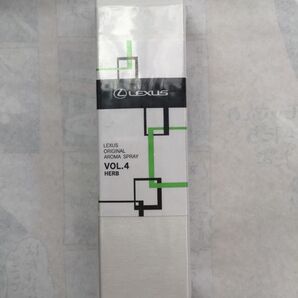 LEXUS
LEXUS
ORIGINAL
AROMA SPRAY
VOL.4
HERB